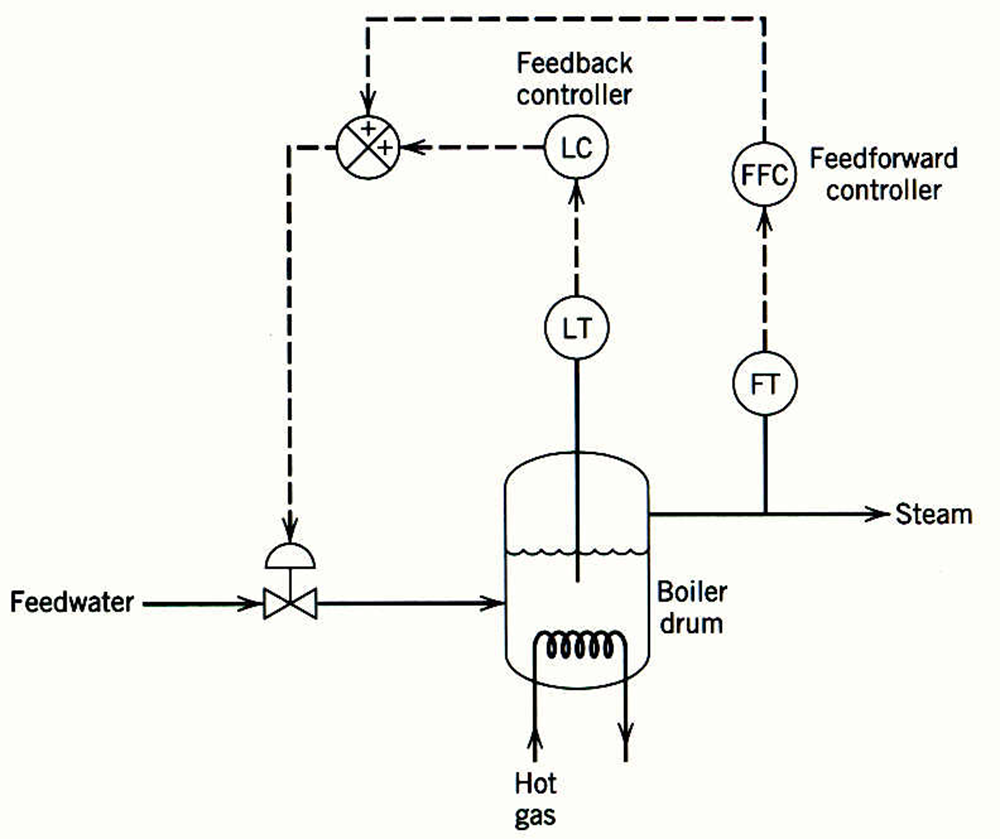 Feedback
controller
+
+
LC
FFC
Feedforward
controller
LT
FT
Steam
Feedwater
Boiler
drum
Hot
gas